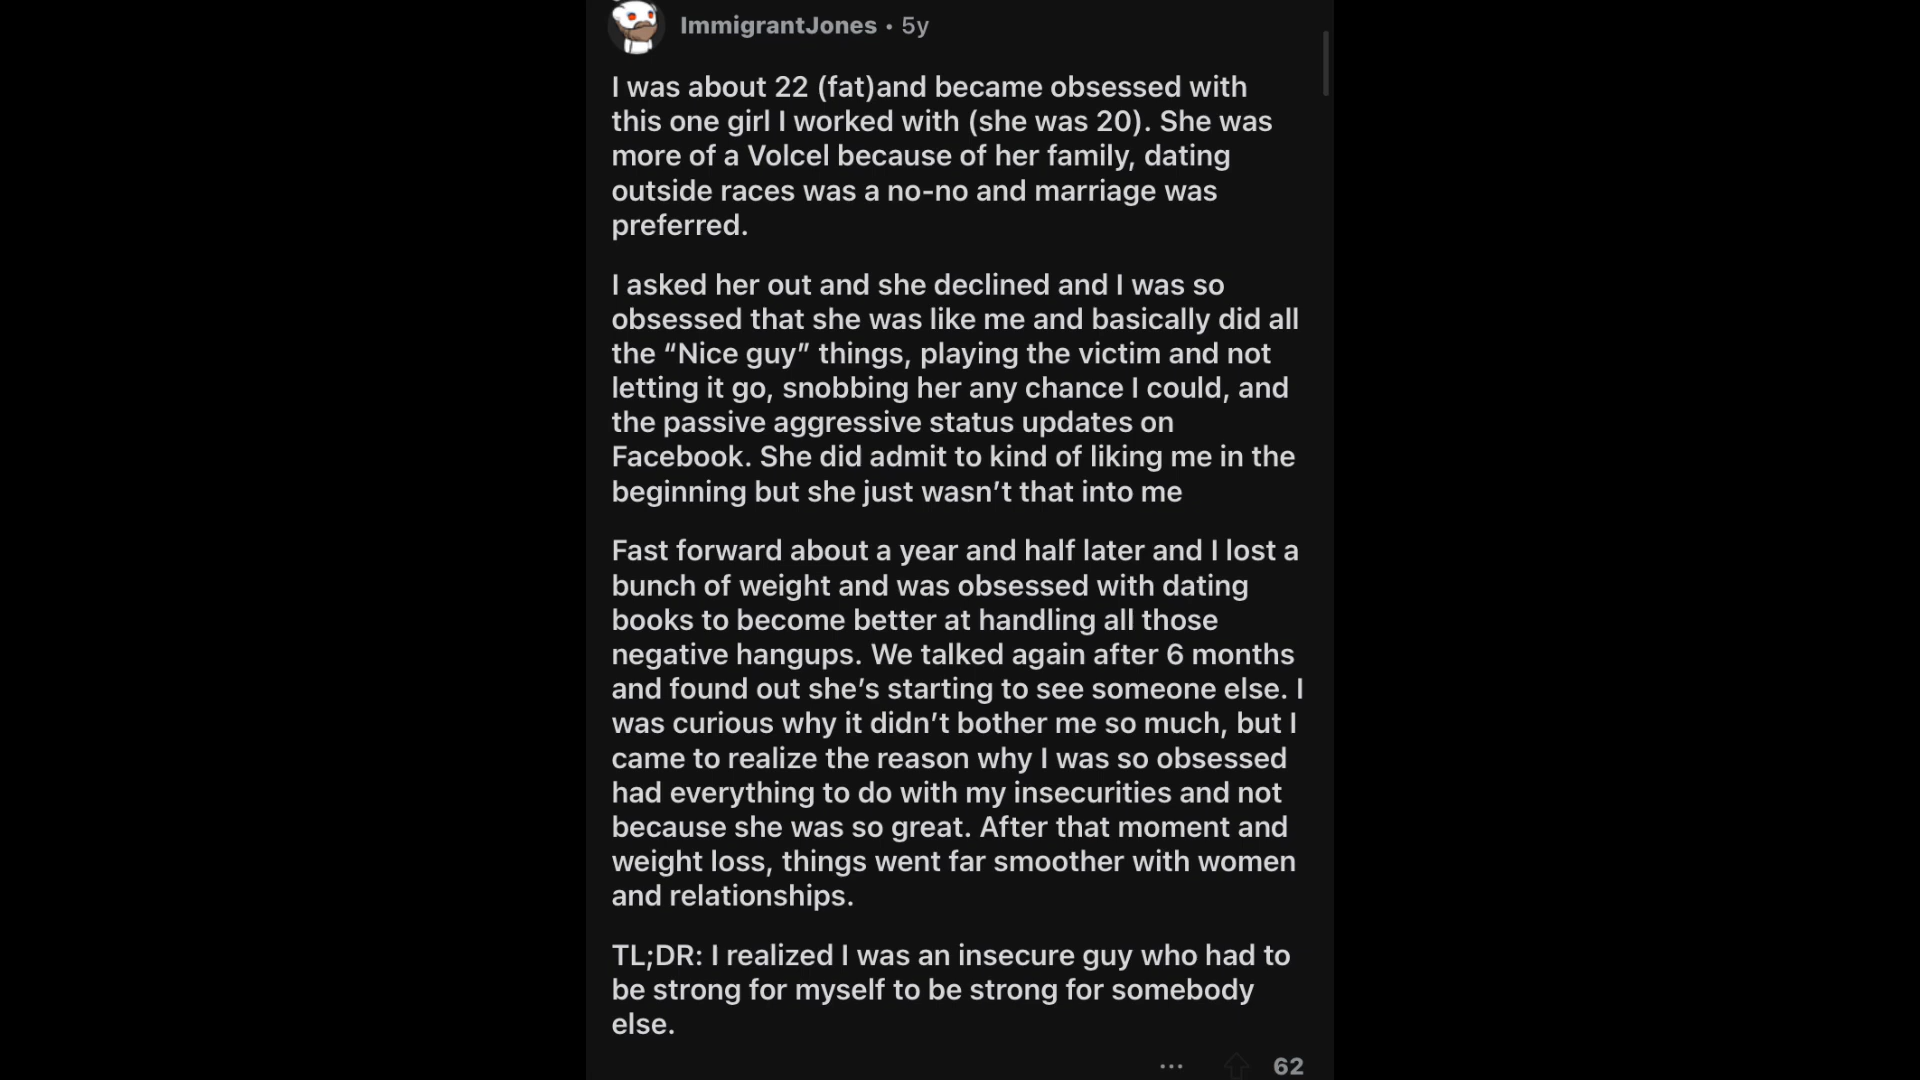 ImmigrantJones • 5y
I was about 22 (fat)and became obsessed with
this one girl I worked with (she was 20). She was
more of a Volcel because of her family, dating
outside races was a no-no and marriage was
preferred.
I asked her out and she declined and I was so
obsessed that she was like me and basically did all
the “Nice guy” things, playing the victim and not
letting it go, snobbing her any chance I could, and
the passive aggressive status updates on
Facebook. She did admit to kind of liking me in the
beginning but she just wasn’t that into me
Fast forward about a year and half later and I lost a
bunch of weight and was obsessed with dating
books to become better at handling all those
negative hangups. We talked again after 6 months
and found out she’s starting to see someone else. I
was curious why it didn’t bother me so much, but I
came to realize the reason why I was so obsessed
had everything to do with my insecurities and not
because she was so great. After that moment and
weight loss, things went far smoother with women
and relationships.
TL;DR: I realized I was an insecure guy who had to
be strong for myself to be strong for somebody
else.
... 62